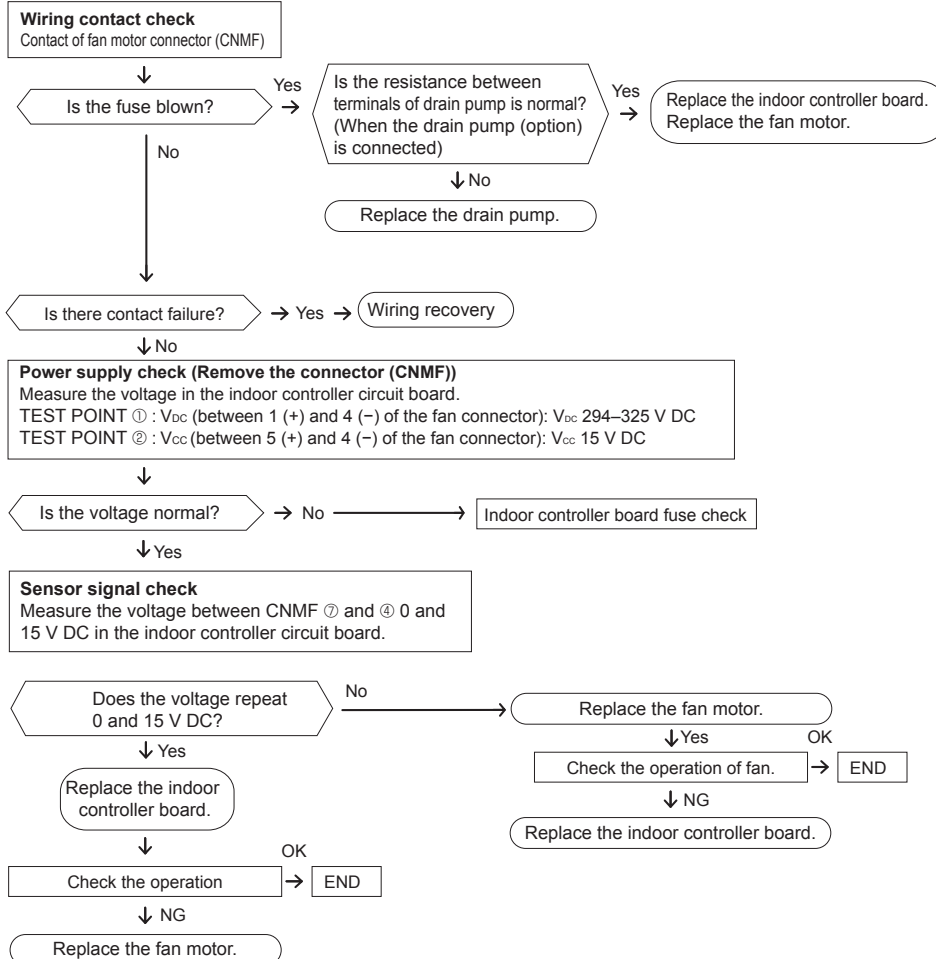 Wiring contact check
Contact of fan motor connector (CNMF)
Is the fuse blown?
Yes
Is the resistance between
terminals of drain pump is normal?
(When the drain pump (option)
is connected)
Yes
Replace the indoor controller board.
Replace the fan motor.
No
No
Replace the drain pump.
Is there contact failure?
Yes
Wiring recovery
No
Power supply check (Remove the connector (CNMF))
Measure the voltage in the indoor controller circuit board.
TEST POINT ① : VDC (between 1 (+) and 4 (−) of the fan connector): VDC 294–325 V DC
TEST POINT ② : VCC (between 5 (+) and 4 (−) of the fan connector): VCC 15 V DC
Is the voltage normal?
No
Indoor controller board fuse check
Yes
Sensor signal check
Measure the voltage between CNMF ⑦ and ④ 0 and
15 V DC in the indoor controller circuit board.
Does the voltage repeat
0 and 15 V DC?
No
Replace the fan motor.
Yes
Yes
OK
Check the operation of fan.
END
NG
Replace the indoor controller board.
Replace the indoor
controller board.
OK
Check the operation
END
NG
Replace the fan motor.